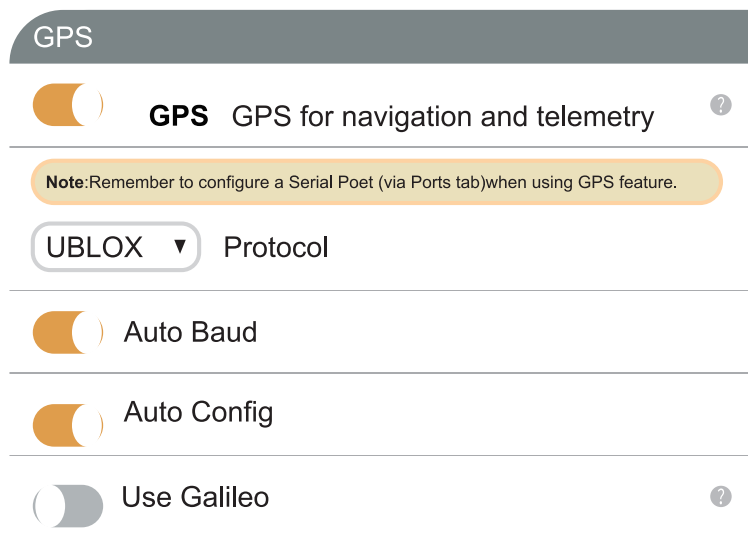 GPS
GPS GPS for navigation and telemetry ?
Note:Remember to configure a Serial Poet (via Ports tab)when using GPS feature.
UBLOX ▼ Protocol
Auto Baud
Auto Config
Use Galileo ?